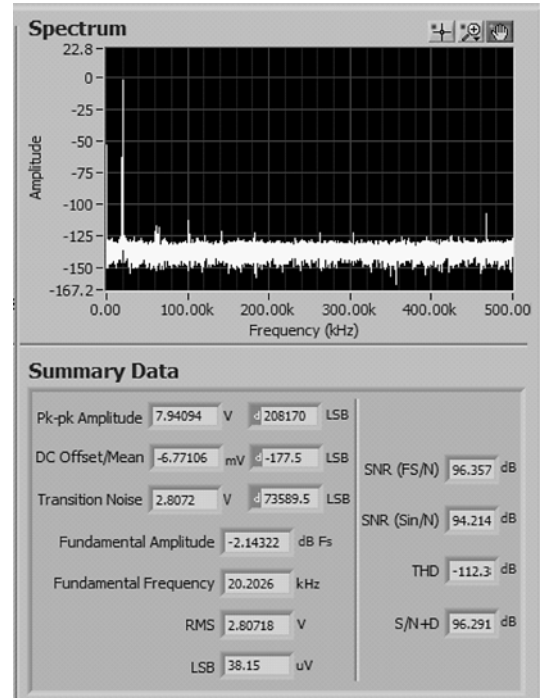 Spectrum
22.8
0
-25
-50
-75
-100
-125
-150
-167.2
Amplitude
0.00 100.00k 200.00k 300.00k 400.00k 500.00
Frequency (kHz)
Summary Data
Pk-pk Amplitude 7.94094 V d 208170 LSB
DC Offset/Mean -6.77106 mV d -177.5 LSB
Transition Noise 2.8072 V d 73589.5 LSB
Fundamental Amplitude -2.14322 dB Fs
Fundamental Frequency 20.2026 kHz
RMS 2.80718 V
LSB 38.15 uV
SNR (FS/N) 96.357 dB
SNR (Sin/N) 94.214 dB
THD -112.3 dB
S/N+D 96.291 dB